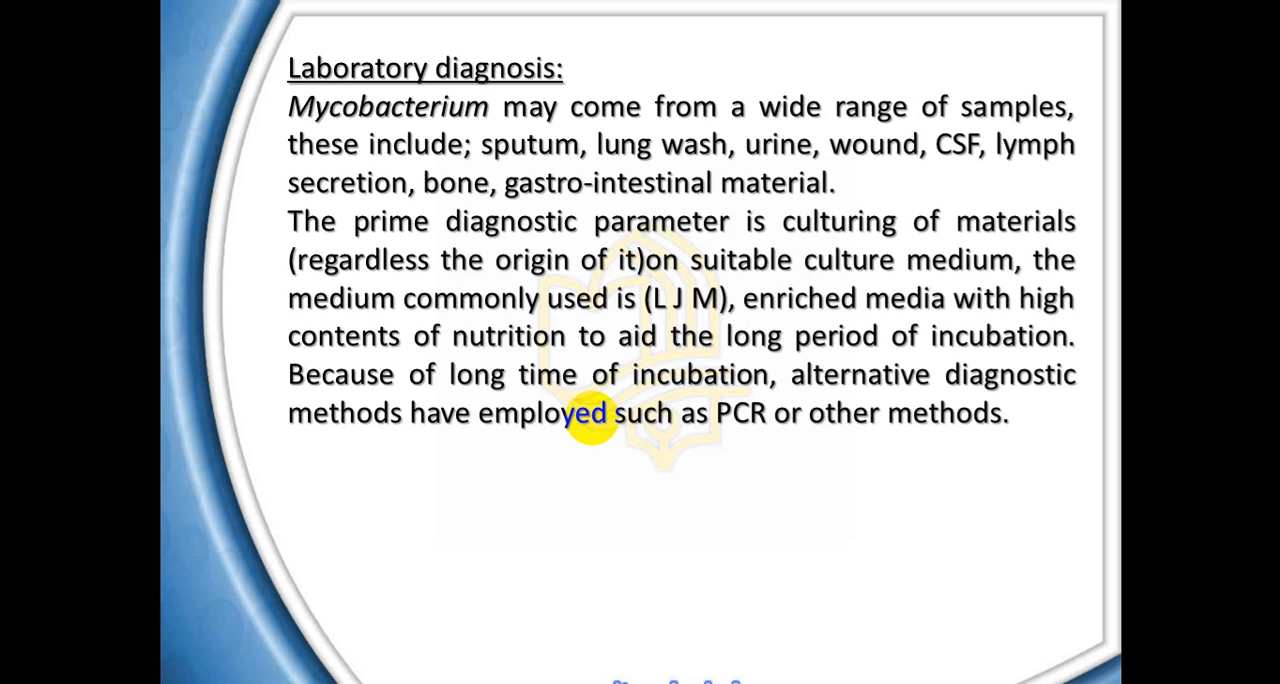 Laboratory diagnosis:
Mycobacterium may come from a wide range of samples,
these include; sputum, lung wash, urine, wound, CSF, lymph
secretion, bone, gastro-intestinal material.
The prime diagnostic parameter is culturing of materials
(regardless the origin of it)on suitable culture medium, the
medium commonly used is (L J M), enriched media with high
contents of nutrition to aid the long period of incubation.
Because of long time of incubation, alternative diagnostic
methods have employed such as PCR or other methods.